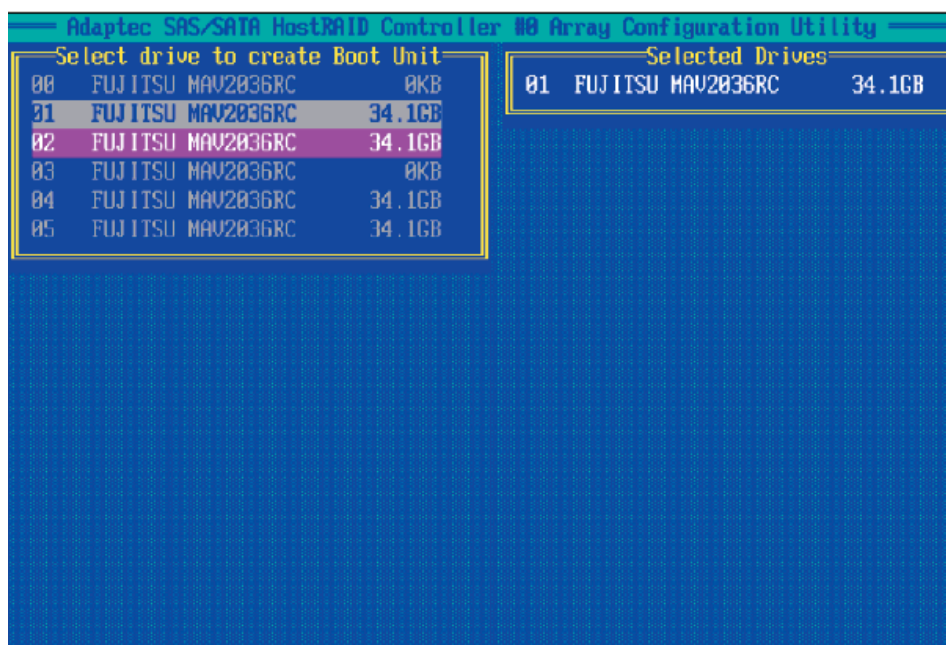 Adaptec SAS/SATA HostRAID Controller #0 Array Configuration Utility
Select drive to create Boot Unit
00 FUJITSU MAV2036RC 0KB
01 FUJITSU MAV2036RC 34.1GB
02 FUJITSU MAV2036RC 34.1GB
03 FUJITSU MAV2036RC 0KB
04 FUJITSU MAV2036RC 34.1GB
05 FUJITSU MAV2036RC 34.1GB
Selected Drives
01 FUJITSU MAV2036RC 34.1GB